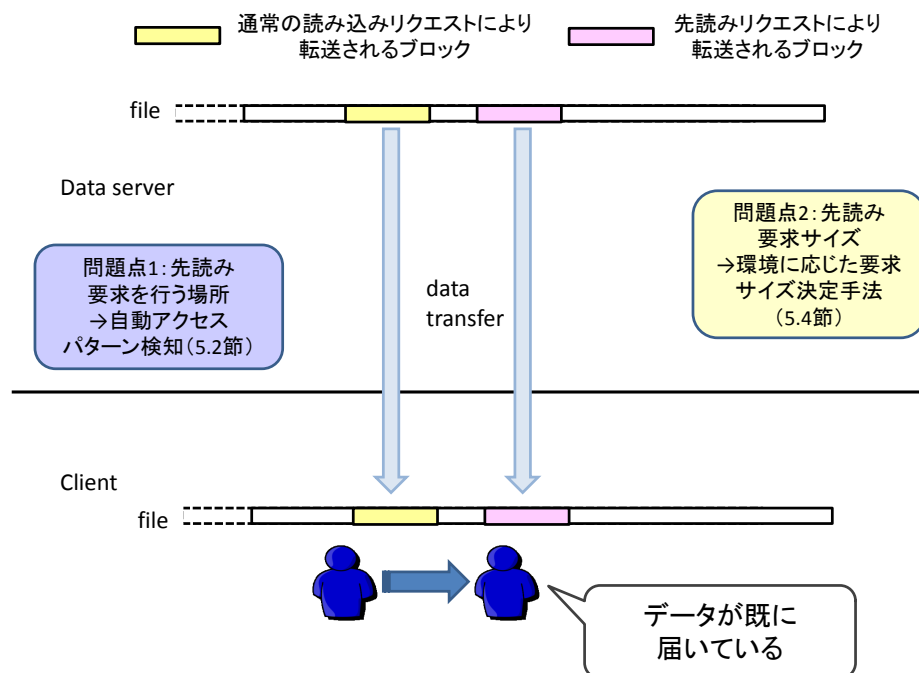 通常の読み込みリクエストにより
転送されるブロック
先読みリクエストにより
転送されるブロック
file
Data server
問題点1：先読み
要求を行う場所
→自動アクセス
パターン検知（5.2節）
data
transfer
問題点2：先読み
要求サイズ
→環境に応じた要求
サイズ決定手法
（5.4節）
Client
file
データが既に
届いている